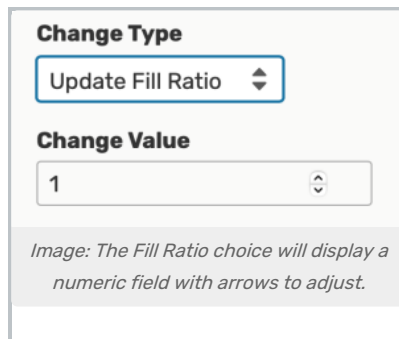 Change Type
Update Fill Ratio
Change Value
1
Image: The Fill Ratio choice will display a
numeric field with arrows to adjust.